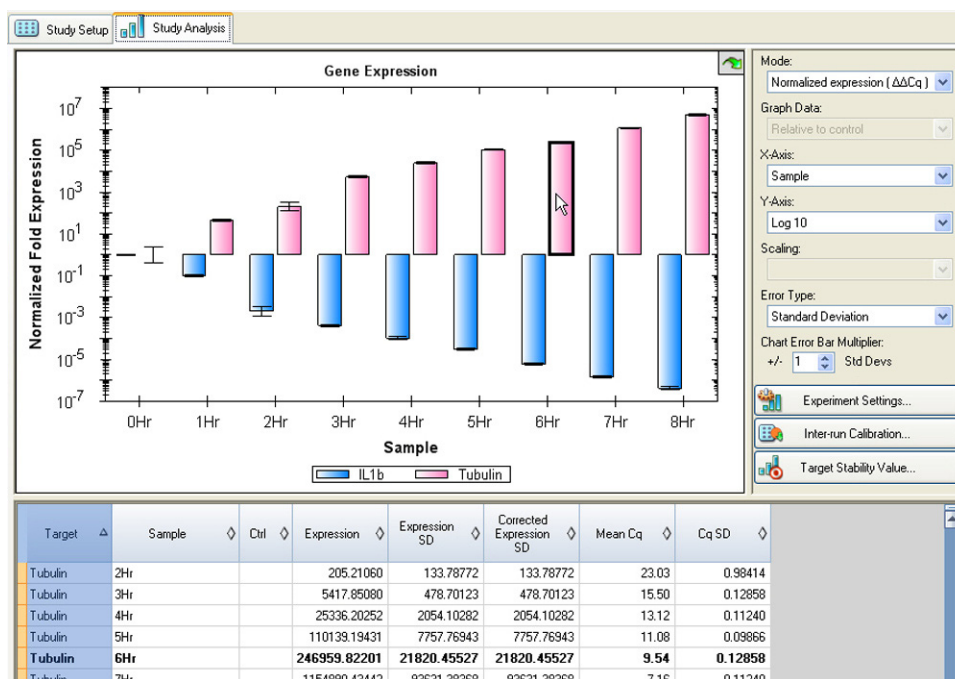 Study Setup Study Analysis
Gene Expression
Normalized Fold Expression
10^7
10^5
10^3
10^1
10^-1
10^-3
10^-5
10^-7
0Hr 1Hr 2Hr 3Hr 4Hr 5Hr 6Hr 7Hr 8Hr
Sample
IL1b Tubulin
Mode:
Normalized expression ( ΔΔCq )
Graph Data:
Relative to control
X-Axis:
Sample
Y-Axis:
Log 10
Scaling:
Error Type:
Standard Deviation
Chart Error Bar Multiplier:
+/- 1 Std Devs
Experiment Settings...
Inter-run Calibration...
Target Stability Value...
Target Sample Ctrl Expression Expression SD Corrected Expression SD Mean Cq Cq SD
Tubulin 2Hr 205.21060 133.78772 133.78772 23.03 0.98414
Tubulin 3Hr 5417.85080 478.70123 478.70123 15.50 0.12858
Tubulin 4Hr 25336.20252 2054.10282 2054.10282 13.12 0.11240
Tubulin 5Hr 110139.19431 7757.76943 7757.76943 11.08 0.09866
Tubulin 6Hr 246959.82201 21820.45527 21820.45527 9.54 0.12858
Tubulin 7Hr 7.16 0.11240